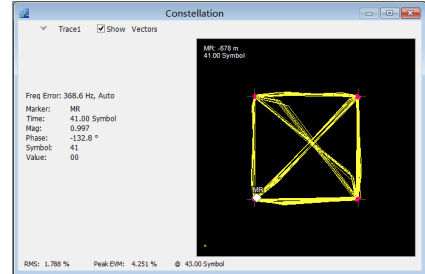 Constellation
Trace1 Show Vectors
MR: -678 m
41.00 Symbol
Freq Error: 368.6 Hz, Auto
Marker: MR
Time: 41.00 Symbol
Mag: 0.997
Phase: -132.8 °
Symbol: 41
Value: 00
MR
RMS: 1.788 % Peak EVM: 4.251 % @ 43.00 Symbol